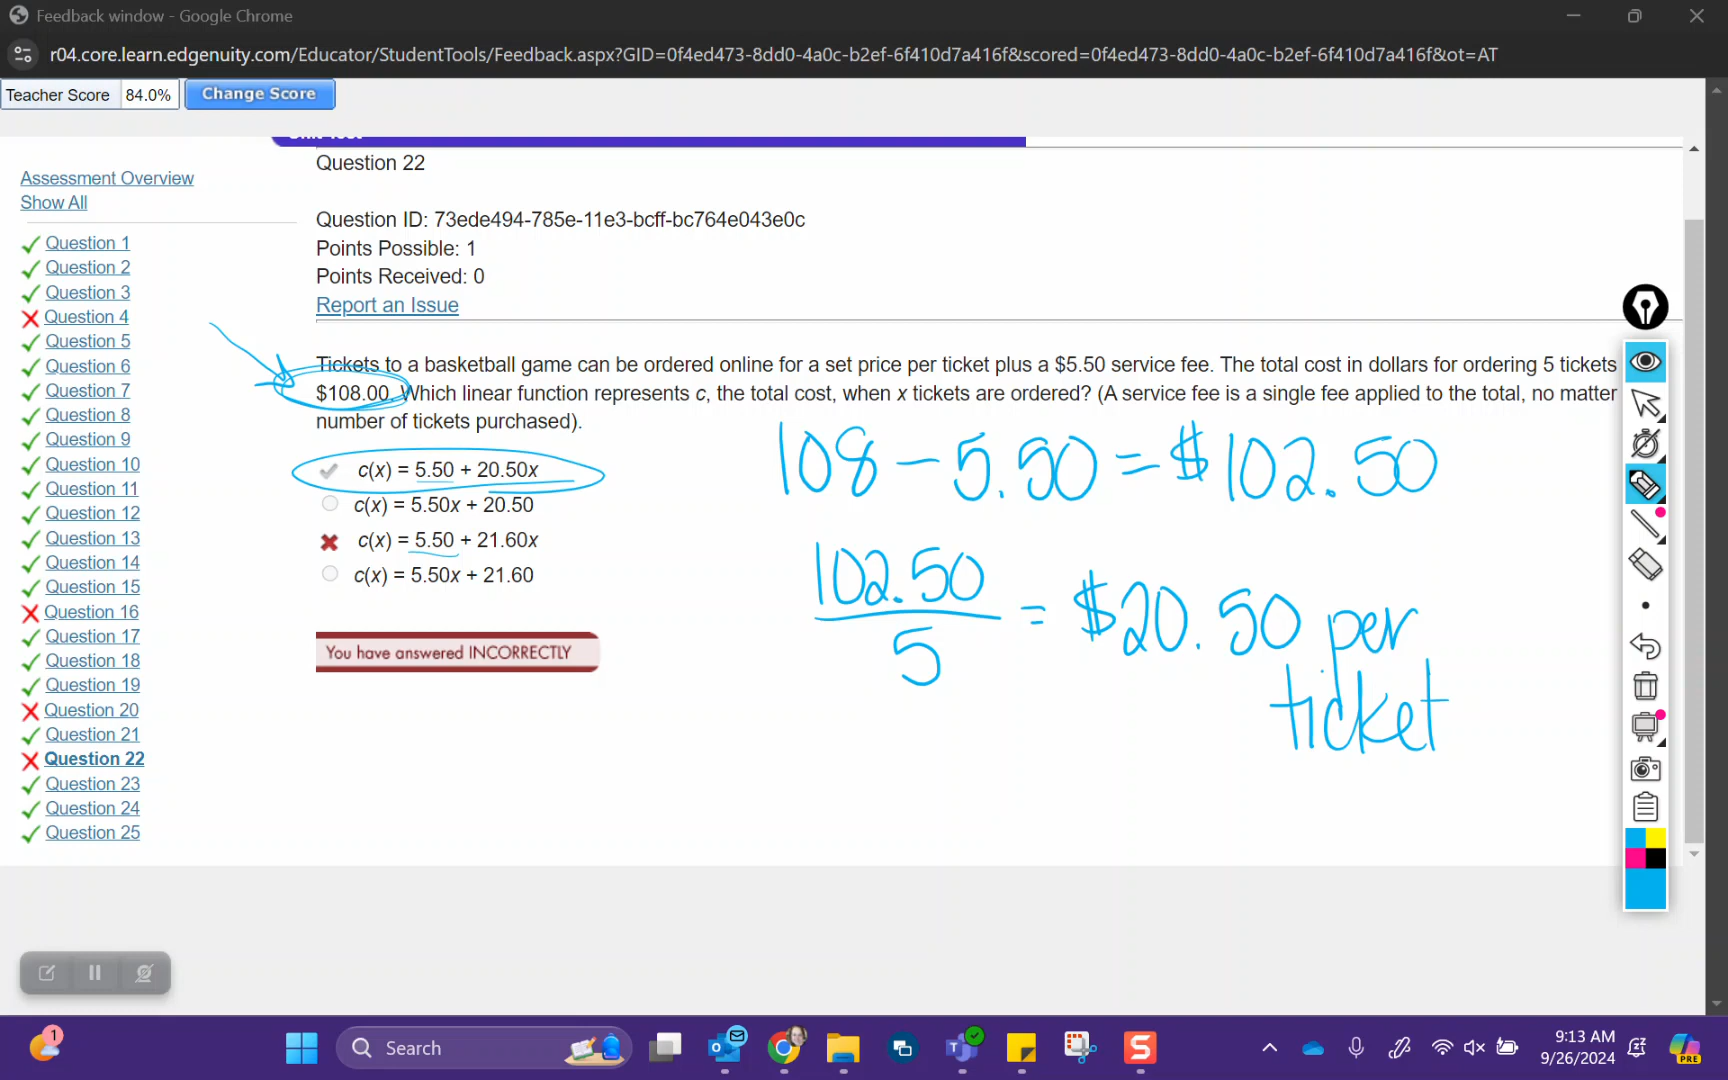 Feedback window - Google Chrome
r04.core.learn.edgenuity.com/Educator/StudentTools/Feedback.aspx?GID=0f4ed473-8dd0-4a0c-b2ef-6f410d7a416f&scored=0f4ed473-8dd0-4a0c-b2ef-6f410d7a416f&ot=AT
Teacher Score 84.0% Change Score
Question 22
Assessment Overview
Show All
Question 1
Question 2
Question 3
Question 4
Question 5
Question 6
Question 7
Question 8
Question 9
Question 10
Question 11
Question 12
Question 13
Question 14
Question 15
Question 16
Question 17
Question 18
Question 19
Question 20
Question 21
Question 22
Question 23
Question 24
Question 25
Question ID: 73ede494-785e-11e3-bcff-bc764e043e0c
Points Possible: 1
Points Received: 0
Report an Issue
Tickets to a basketball game can be ordered online for a set price per ticket plus a $5.50 service fee. The total cost in dollars for ordering 5 tickets
$108.00. Which linear function represents c, the total cost, when x tickets are ordered? (A service fee is a single fee applied to the total, no matter
number of tickets purchased).
c(x) = 5.50 + 20.50x
c(x) = 5.50x + 20.50
c(x) = 5.50 + 21.60x
c(x) = 5.50x + 21.60
You have answered INCORRECTLY
108 – 5.50 = $102.50
102.50
5
= $20.50 per
ticket
1
Search
PRE
9:13 AM
9/26/2024